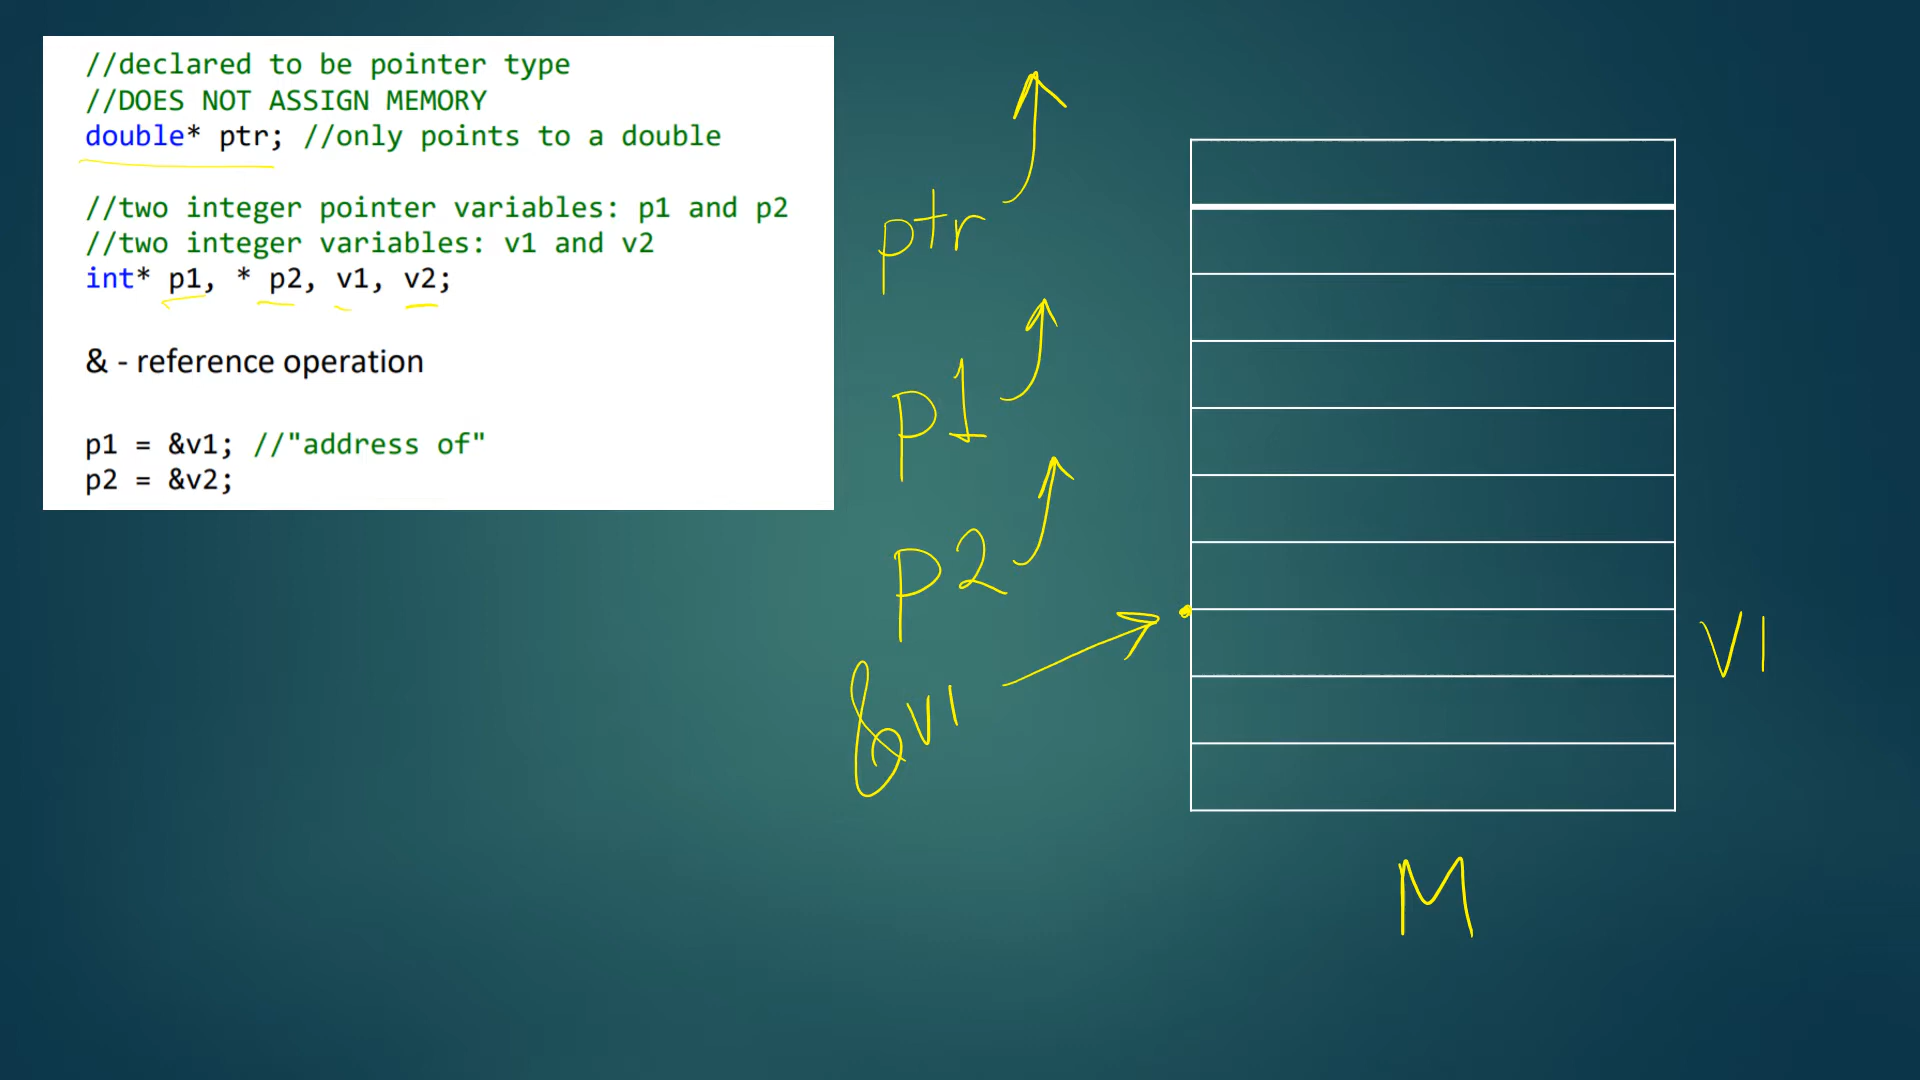 //declared to be pointer type
//DOES NOT ASSIGN MEMORY
double* ptr; //only points to a double
//two integer pointer variables: p1 and p2
//two integer variables: v1 and v2
int* p1, * p2, v1, v2;
& - reference operation
p1 = &v1; //"address of"
p2 = &v2;
ptr
p1
p2
&v1
v1
M